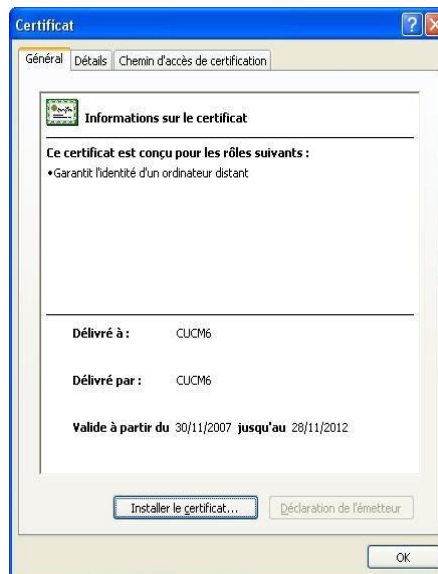 Certificat
Général Détails Chemin d'accès de certification
Informations sur le certificat
Ce certificat est conçu pour les rôles suivants :
•Garantit l'identité d'un ordinateur distant
Délivré à : CUCM6
Délivré par : CUCM6
Valide à partir du 30/11/2007 jusqu'au 28/11/2012
Installer le certificat... Déclaration de l'émetteur
OK